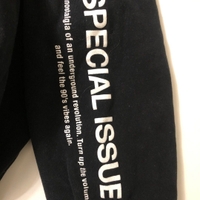 SPECIAL ISSUE
nostalgia of an underground revolution. Turn up the volume
and feel the 90's vibes again.